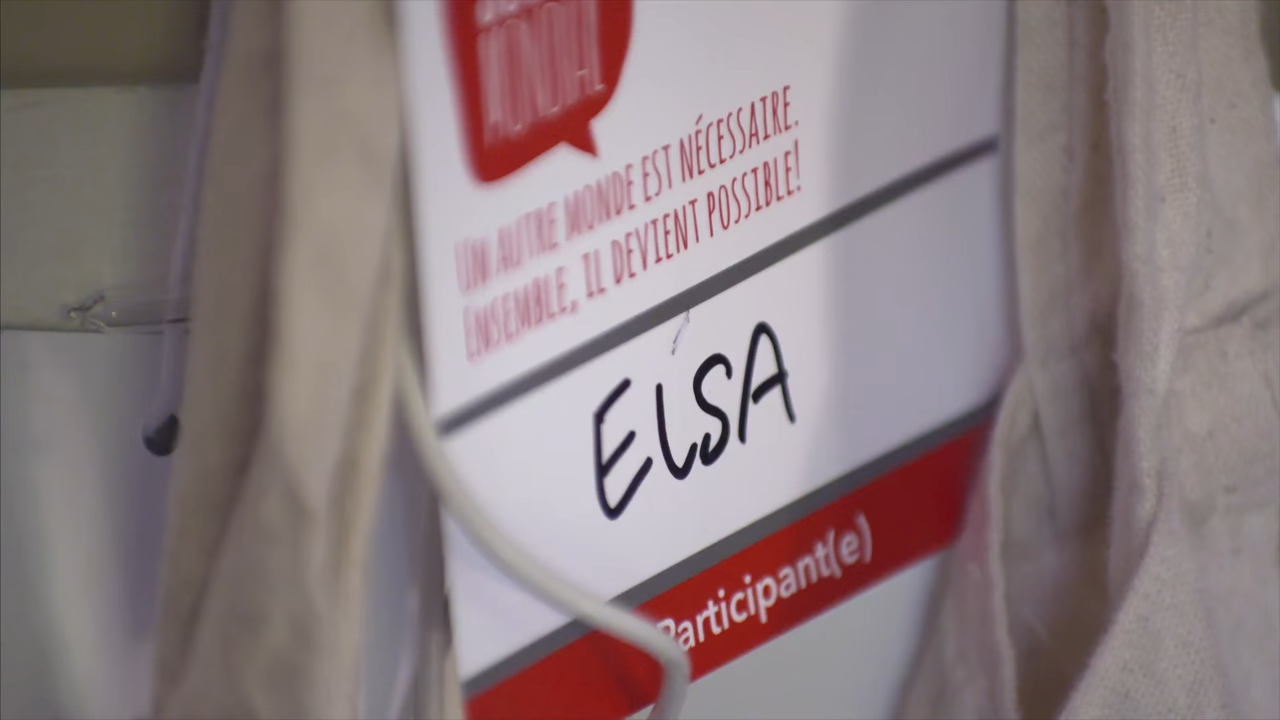 MONDIAL
UN AUTRE MONDE EST NÉCESSAIRE.
ENSEMBLE, IL DEVIENT POSSIBLE!
ELSA
Participant(e)